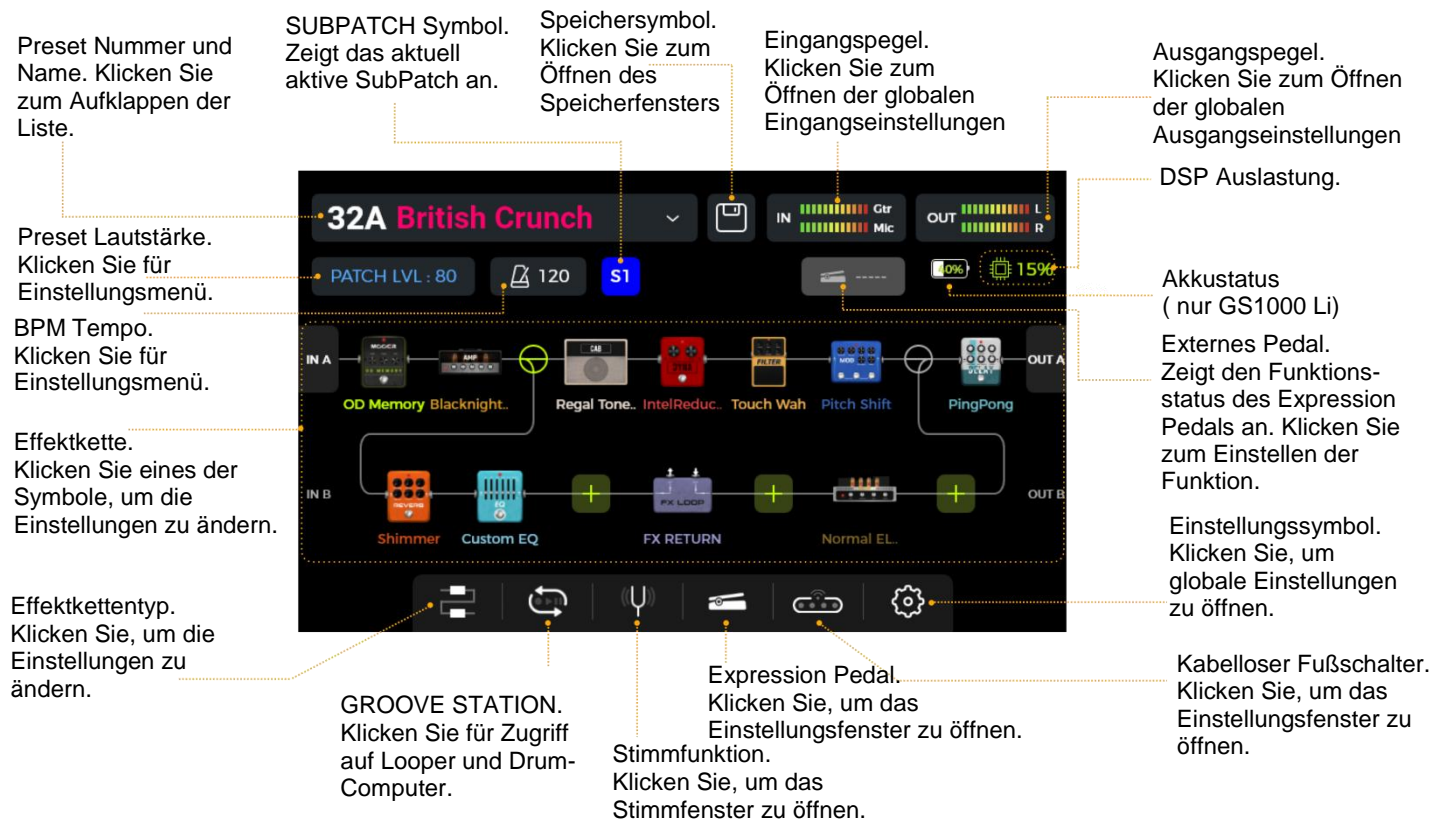 Preset Nummer und
Name. Klicken Sie
zum Aufklappen der
Liste.
SUBPATCH Symbol.
Zeigt das aktuell
aktive SubPatch an.
Speichersymbol.
Klicken Sie zum
Öffnen des
Speicherfensters
Eingangspegel.
Klicken Sie zum
Öffnen der globalen
Eingangseinstellungen
Ausgangspegel.
Klicken Sie zum Öffnen
der globalen
Ausgangseinstellungen
DSP Auslastung.
32A British Crunch
IN
Gtr
Mic
OUT
L
R
Preset Lautstärke.
Klicken Sie für
Einstellungsmenü.
PATCH LVL : 80
120
S1
-----
40%
15%
Akkustatus
( nur GS1000 Li)
BPM Tempo.
Klicken Sie für
Einstellungsmenü.
Externes Pedal.
Zeigt den Funktions-
status des Expression
Pedals an. Klicken Sie
zum Einstellen der
Funktion.
IN A
MOOER
OD MEMORY
AMP
CAB
FILTER
MOD
OUT A
OD Memory
Blacknight..
Regal Tone..
IntelReduc..
Touch Wah
Pitch Shift
PingPong
Effektkette.
Klicken Sie eines der
Symbole, um die
Einstellungen zu ändern.
IN B
REVERB
EQ
FX LOOP
OUT B
Shimmer
Custom EQ
FX RETURN
Normal EL..
Einstellungssymbol.
Klicken Sie, um
globale Einstellungen
zu öffnen.
Effektkettentyp.
Klicken Sie, um die
Einstellungen zu
ändern.
GROOVE STATION.
Klicken Sie für Zugriff
auf Looper und Drum-
Computer.
Stimmfunktion.
Klicken Sie, um das
Stimmfenster zu öffnen.
Expression Pedal.
Klicken Sie, um das
Einstellungsfenster zu öffnen.
Kabelloser Fußschalter.
Klicken Sie, um das
Einstellungsfenster zu
öffnen.